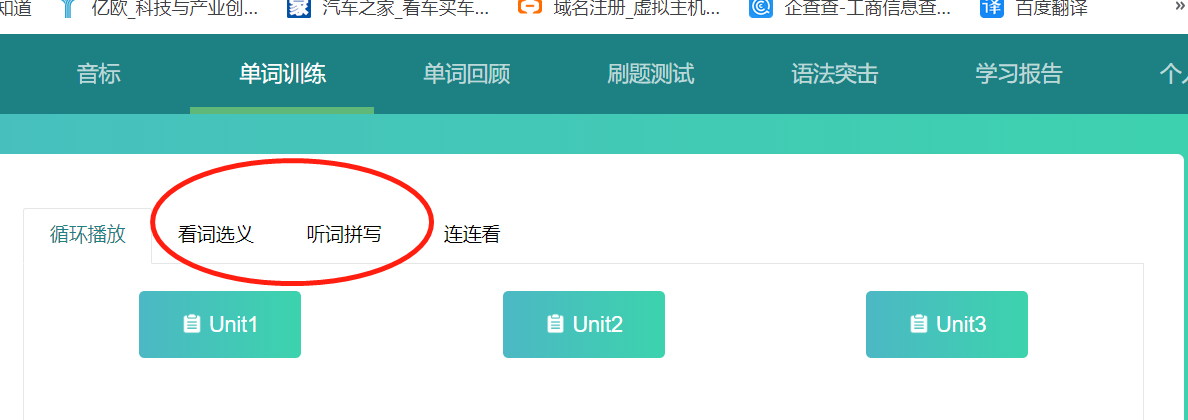 知道 亿欧_科技与产业创... 家 汽车之家_看车买车... 域名注册_虚拟主机... 企查查-工商信息查... 译 百度翻译 »
音标 单词训练 单词回顾 刷题测试 语法突击 学习报告 个人
循环播放 看词选义 听词拼写 连连看
Unit1 Unit2 Unit3